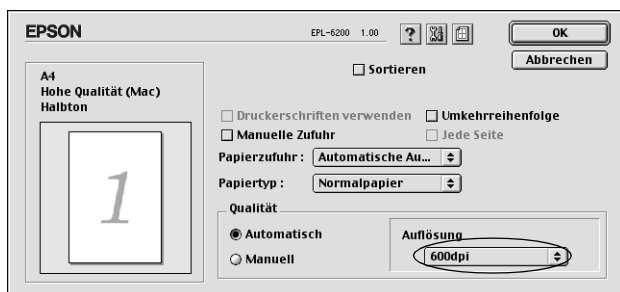 EPSON EPL-6200 1.00 ? OK
Abbrechen
A4
Hohe Qualität (Mac)
Halbton
1
Sortieren
Druckerschriften verwenden Umkehrreihenfolge
Manuelle Zufuhr Jede Seite
Papierzufuhr : Automatische Au...
Papiertyp : Normalpapier
Qualität
Automatisch
Manuell
Auflösung
600dpi